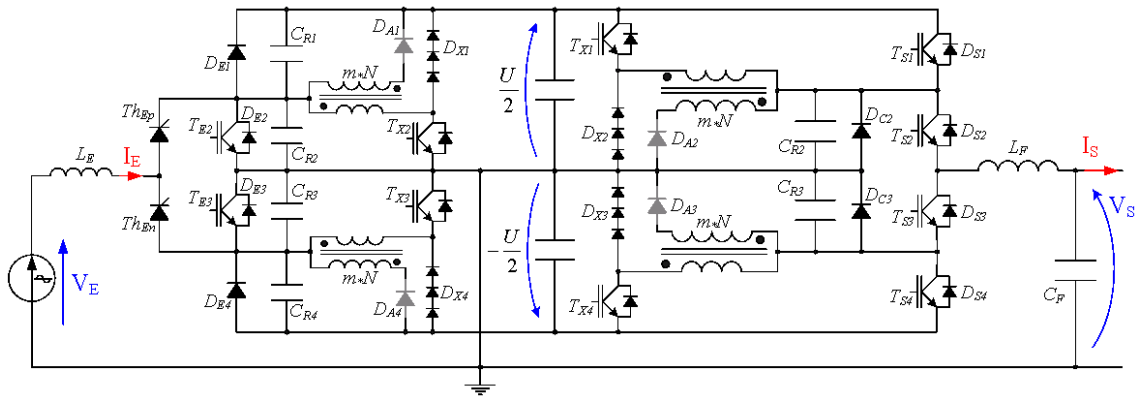 D_A1
C_R1
D_X1
T_X1
T_S1
D_S1
D_E1
m*N
U/2
m*N
Th_Ep
T_E2
D_E2
T_X2
D_X2
D_A2
C_R2
D_C2
T_S2
D_S2
L_E
I_E
C_R2
L_F
I_S
D_E3
C_R3
T_X3
D_X3
C_R3
D_C3
T_E3
D_A3
T_S3
D_S3
Th_En
m*N
-U/2
V_S
V_E
m*N
D_E4
C_R4
D_A4
D_X4
T_X4
T_S4
D_S4
C_F